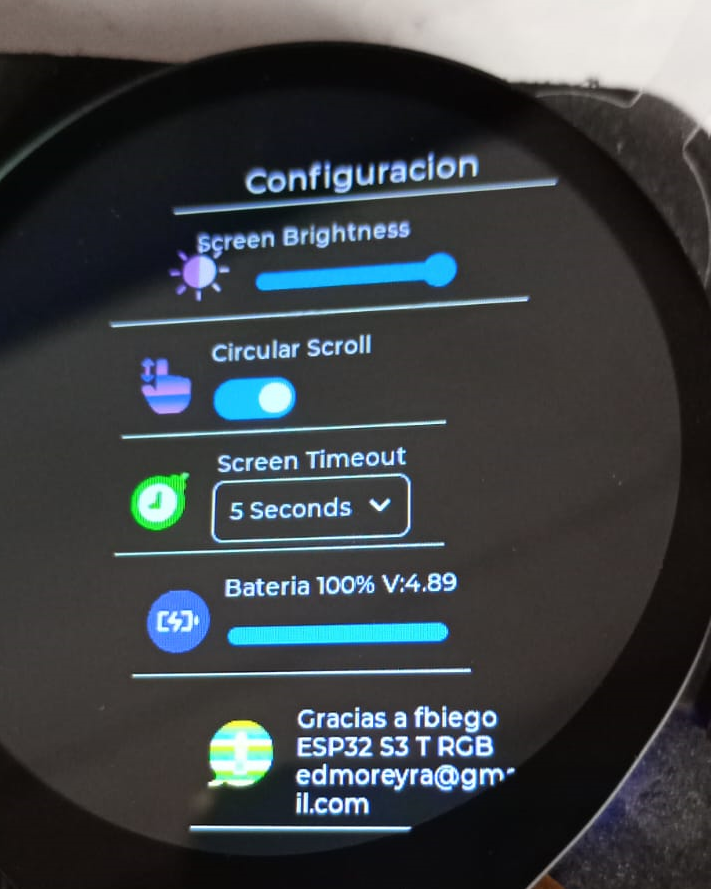 Configuracion
Screen Brightness
Circular Scroll
Screen Timeout
5 Seconds
Bateria 100% V:4.89
Gracias a fbiego
ESP32 S3 T RGB
edmoreyra@gma
il.com